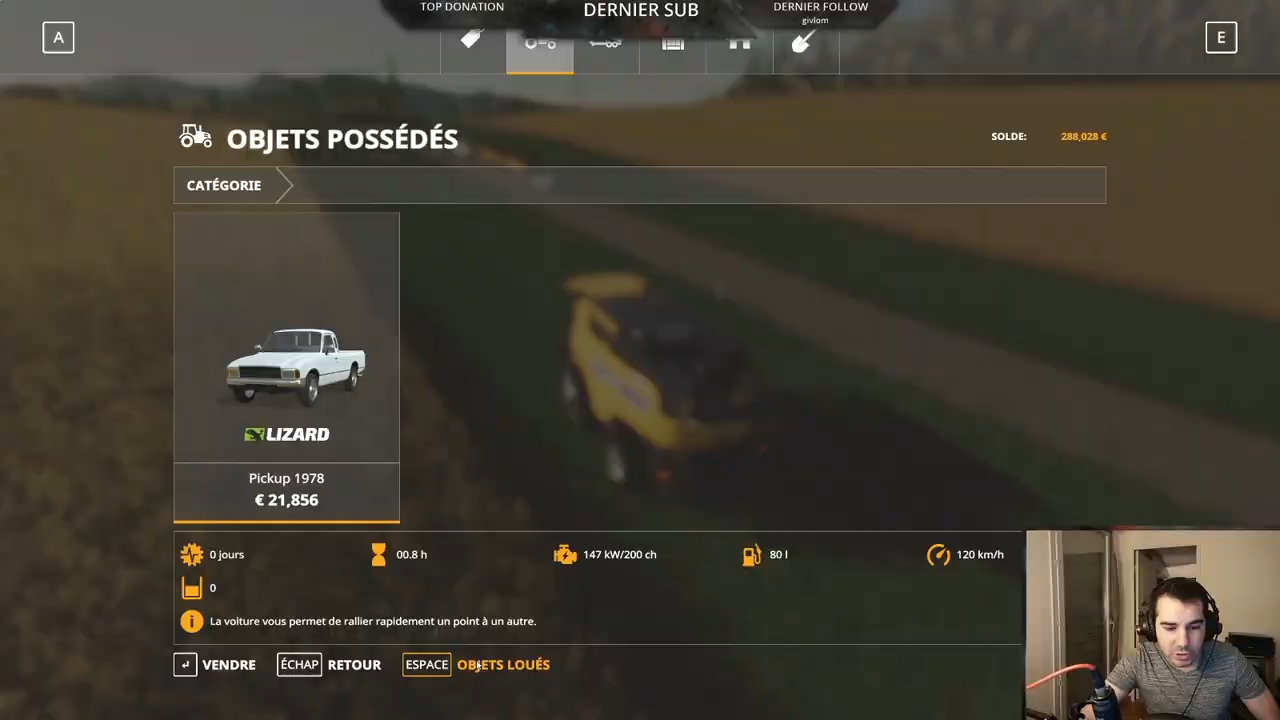 TOP DONATION
DERNIER SUB
DERNIER FOLLOW
givlom
A
E
OBJETS POSSÉDÉS
SOLDE: 288,028 €
CATÉGORIE
LIZARD
Pickup 1978
€ 21,856
0 jours
00.8 h
147 kW/200 ch
80 l
120 km/h
0
La voiture vous permet de rallier rapidement un point à un autre.
VENDRE
ÉCHAP RETOUR
ESPACE OBJETS LOUÉS